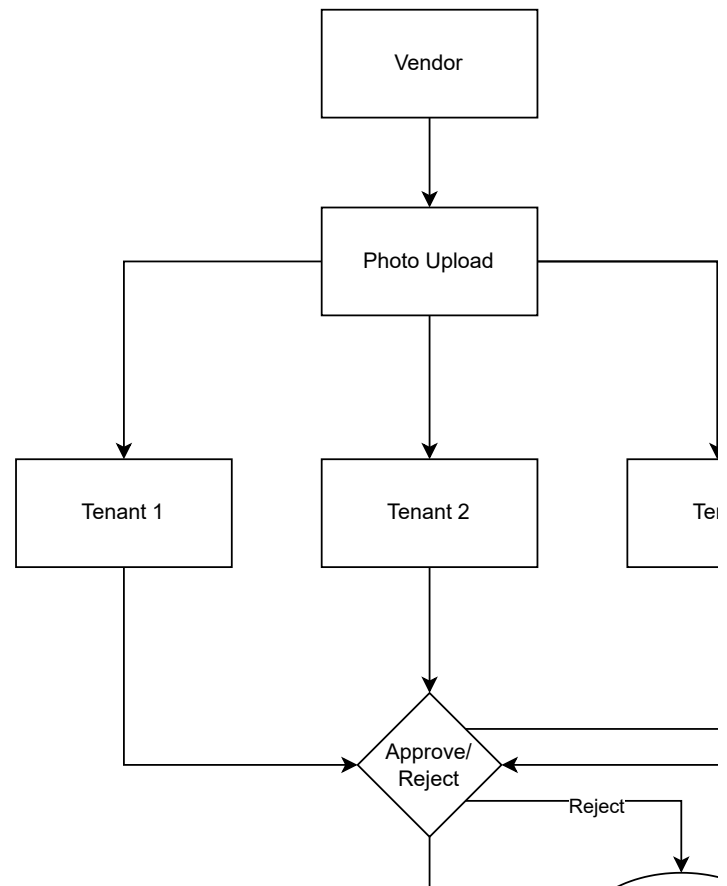 Vendor
Photo Upload
Tenant 1
Tenant 2
Approve/
Reject
Reject